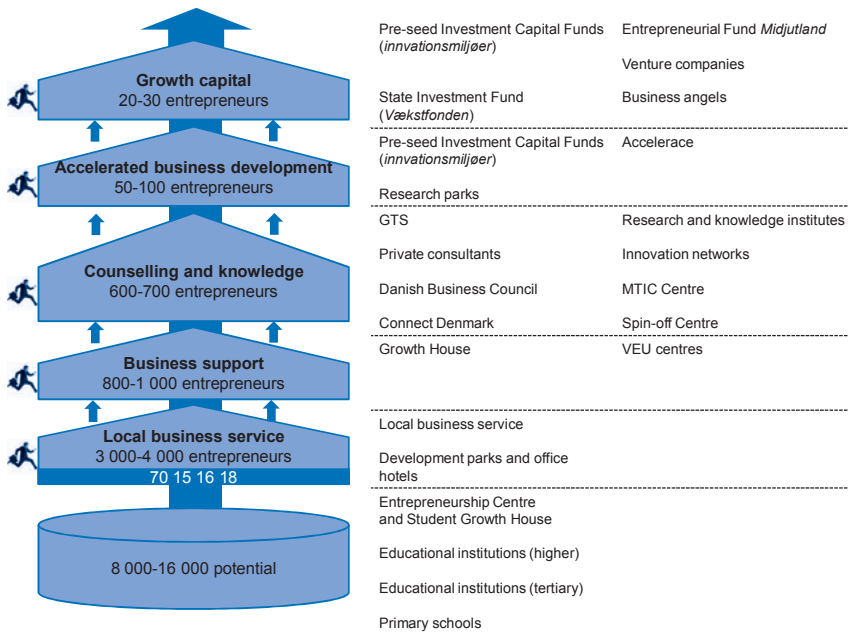 Growth capital
20-30 entrepreneurs
Accelerated business development
50-100 entrepreneurs
Counselling and knowledge
600-700 entrepreneurs
Business support
800-1 000 entrepreneurs
Local business service
3 000-4 000 entrepreneurs
70 15 16 18
8 000-16 000 potential
Pre-seed Investment Capital Funds
(innvationsmiljøer)
Entrepreneurial Fund Midjutland
Venture companies
State Investment Fund
(Vækstfonden)
Business angels
Pre-seed Investment Capital Funds
(innvationsmiljøer)
Accelerace
Research parks
GTS
Research and knowledge institutes
Private consultants
Innovation networks
Danish Business Council
MTIC Centre
Connect Denmark
Spin-off Centre
Growth House
VEU centres
Local business service
Development parks and office
hotels
Entrepreneurship Centre
and Student Growth House
Educational institutions (higher)
Educational institutions (tertiary)
Primary schools